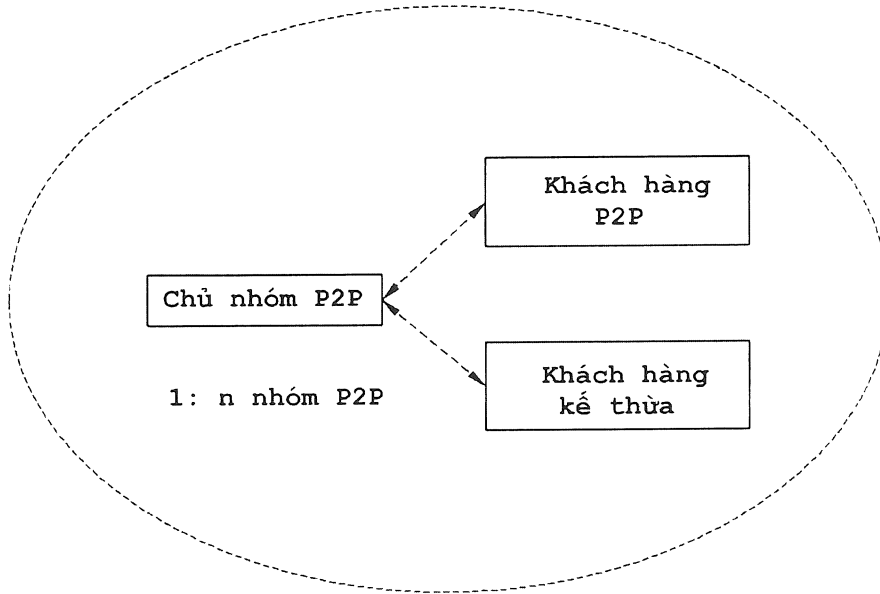 Khách hàng
P2P
Chủ nhóm P2P
1: n nhóm P2P
Khách hàng
kế thừa